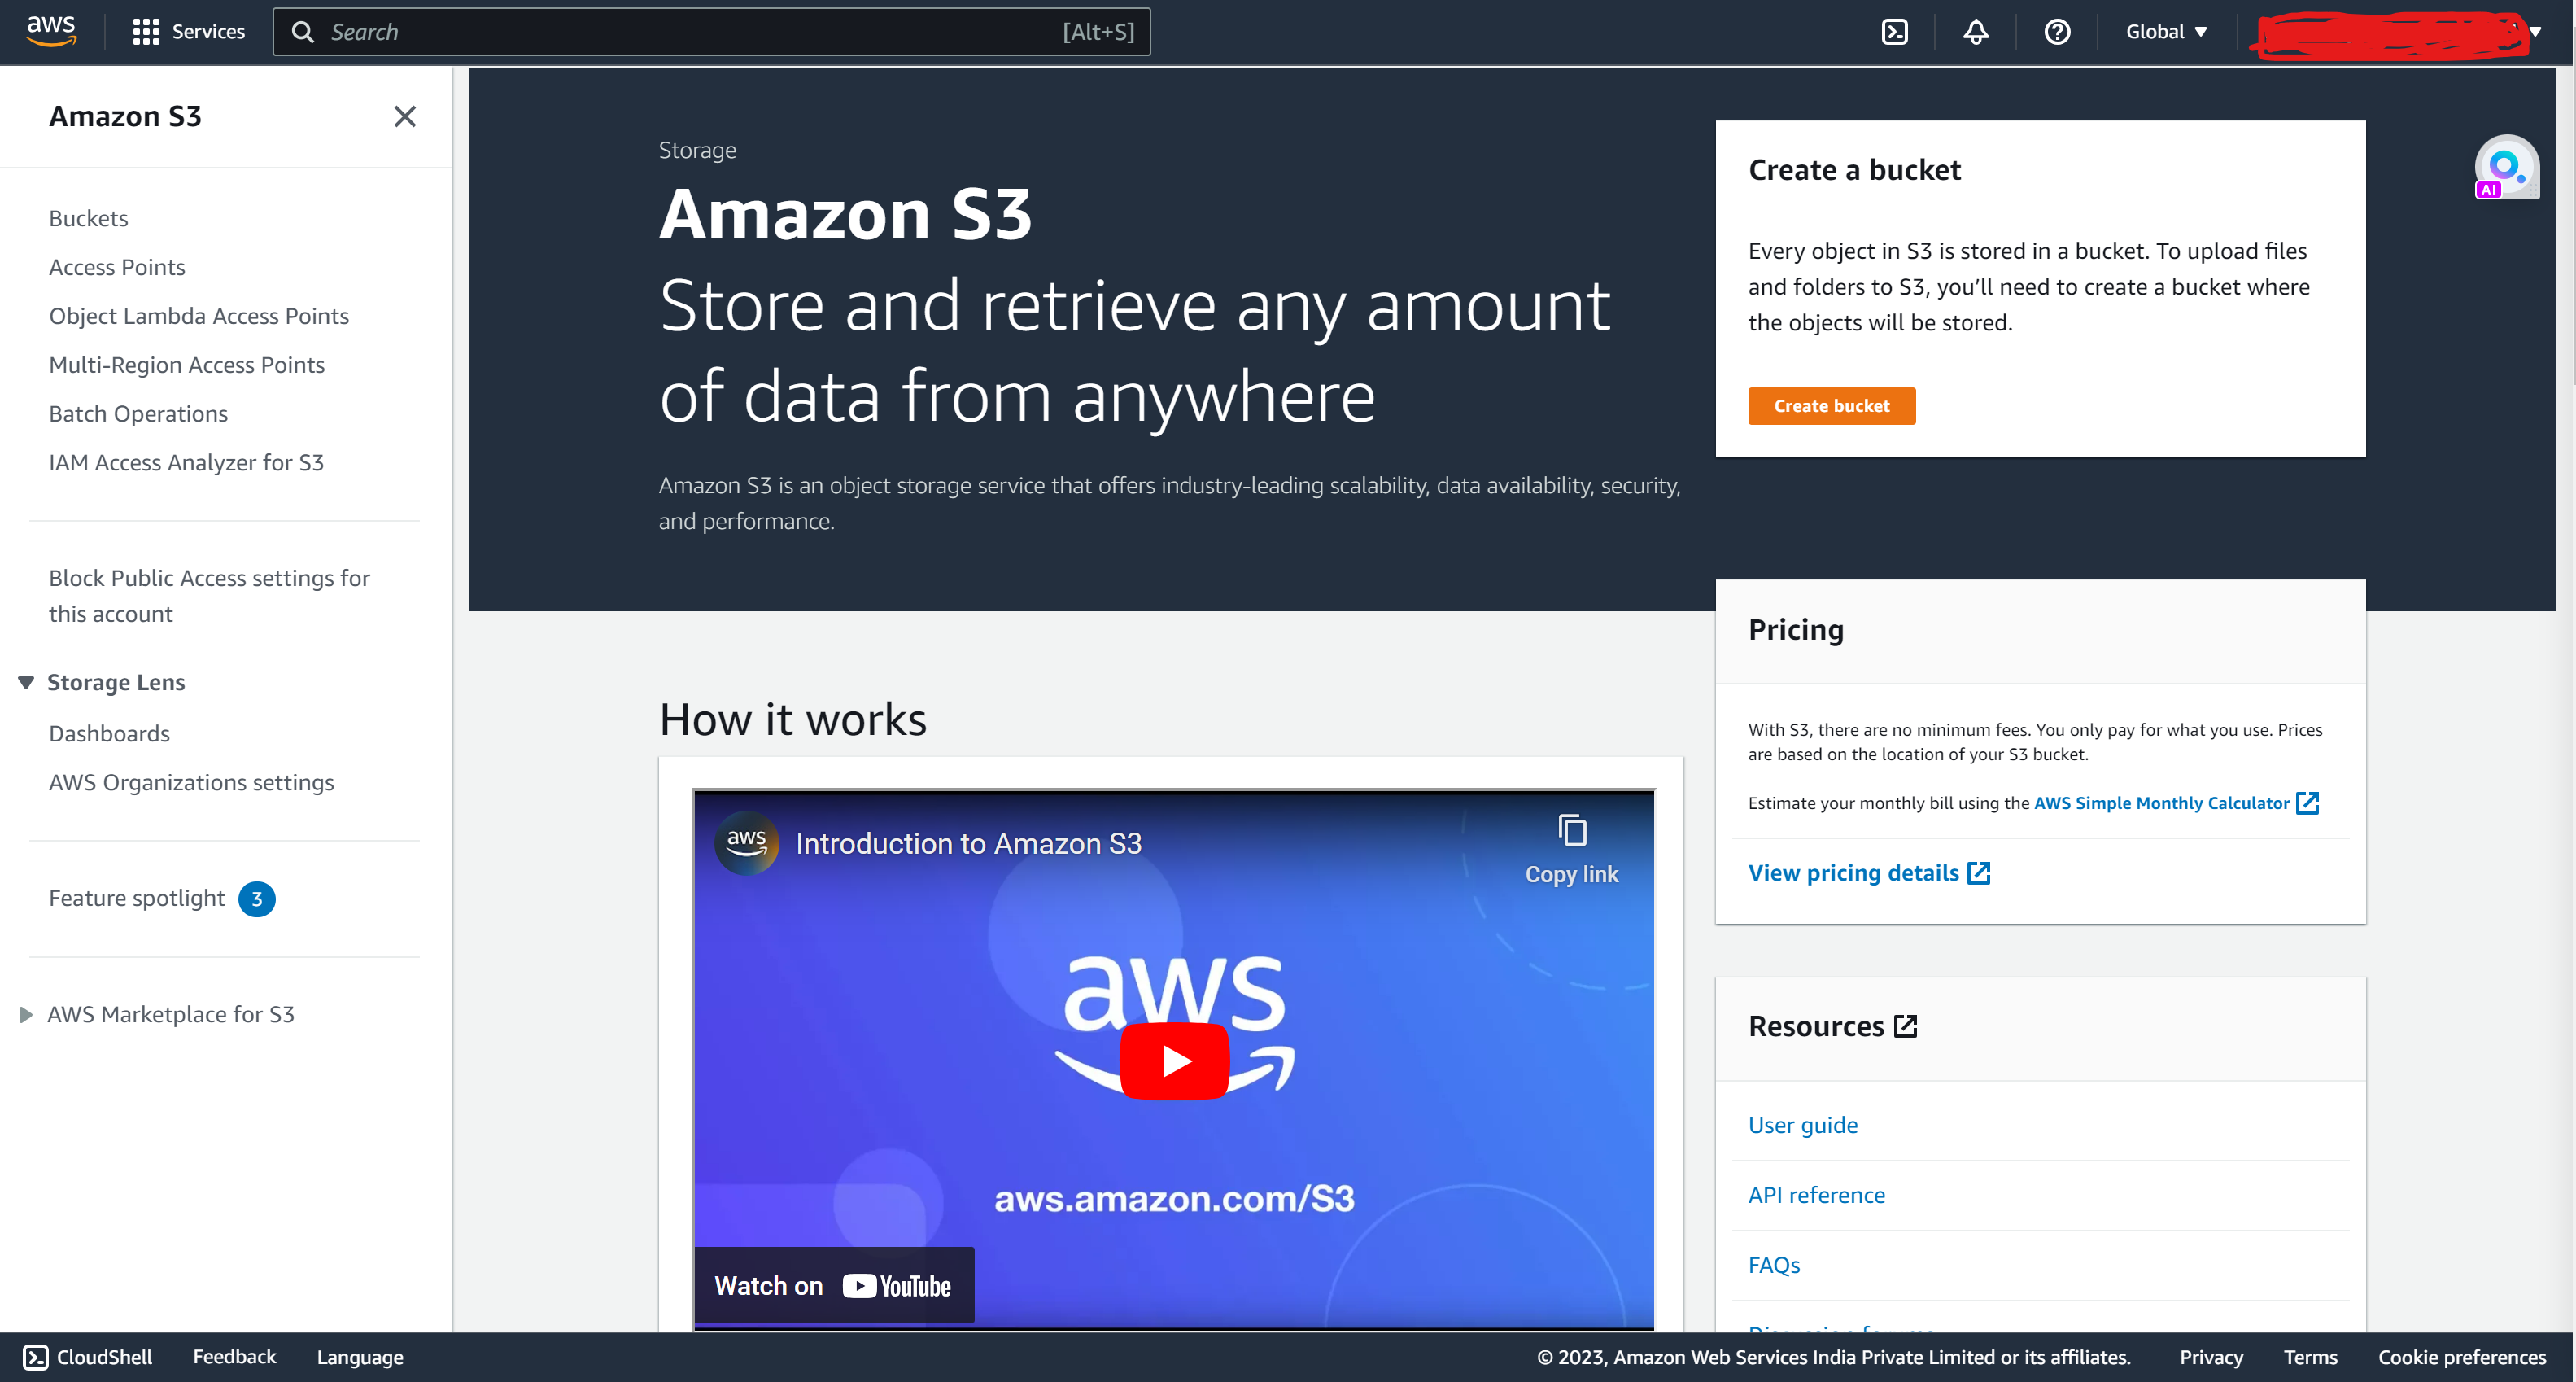 aws
Services
Search
[Alt+S]
Global
Amazon S3
Buckets
Access Points
Object Lambda Access Points
Multi-Region Access Points
Batch Operations
IAM Access Analyzer for S3
Block Public Access settings for
this account
Storage Lens
Dashboards
AWS Organizations settings
Feature spotlight 3
AWS Marketplace for S3
Storage
Amazon S3
Store and retrieve any amount
of data from anywhere
Amazon S3 is an object storage service that offers industry-leading scalability, data availability, security,
and performance.
Create a bucket
Every object in S3 is stored in a bucket. To upload files
and folders to S3, you’ll need to create a bucket where
the objects will be stored.
Create bucket
AI
How it works
aws
Introduction to Amazon S3
Copy link
aws
aws.amazon.com/S3
Watch on YouTube
Pricing
With S3, there are no minimum fees. You only pay for what you use. Prices
are based on the location of your S3 bucket.
Estimate your monthly bill using the AWS Simple Monthly Calculator
View pricing details
Resources
User guide
API reference
FAQs
CloudShell
Feedback
Language
© 2023, Amazon Web Services India Private Limited or its affiliates.
Privacy
Terms
Cookie preferences